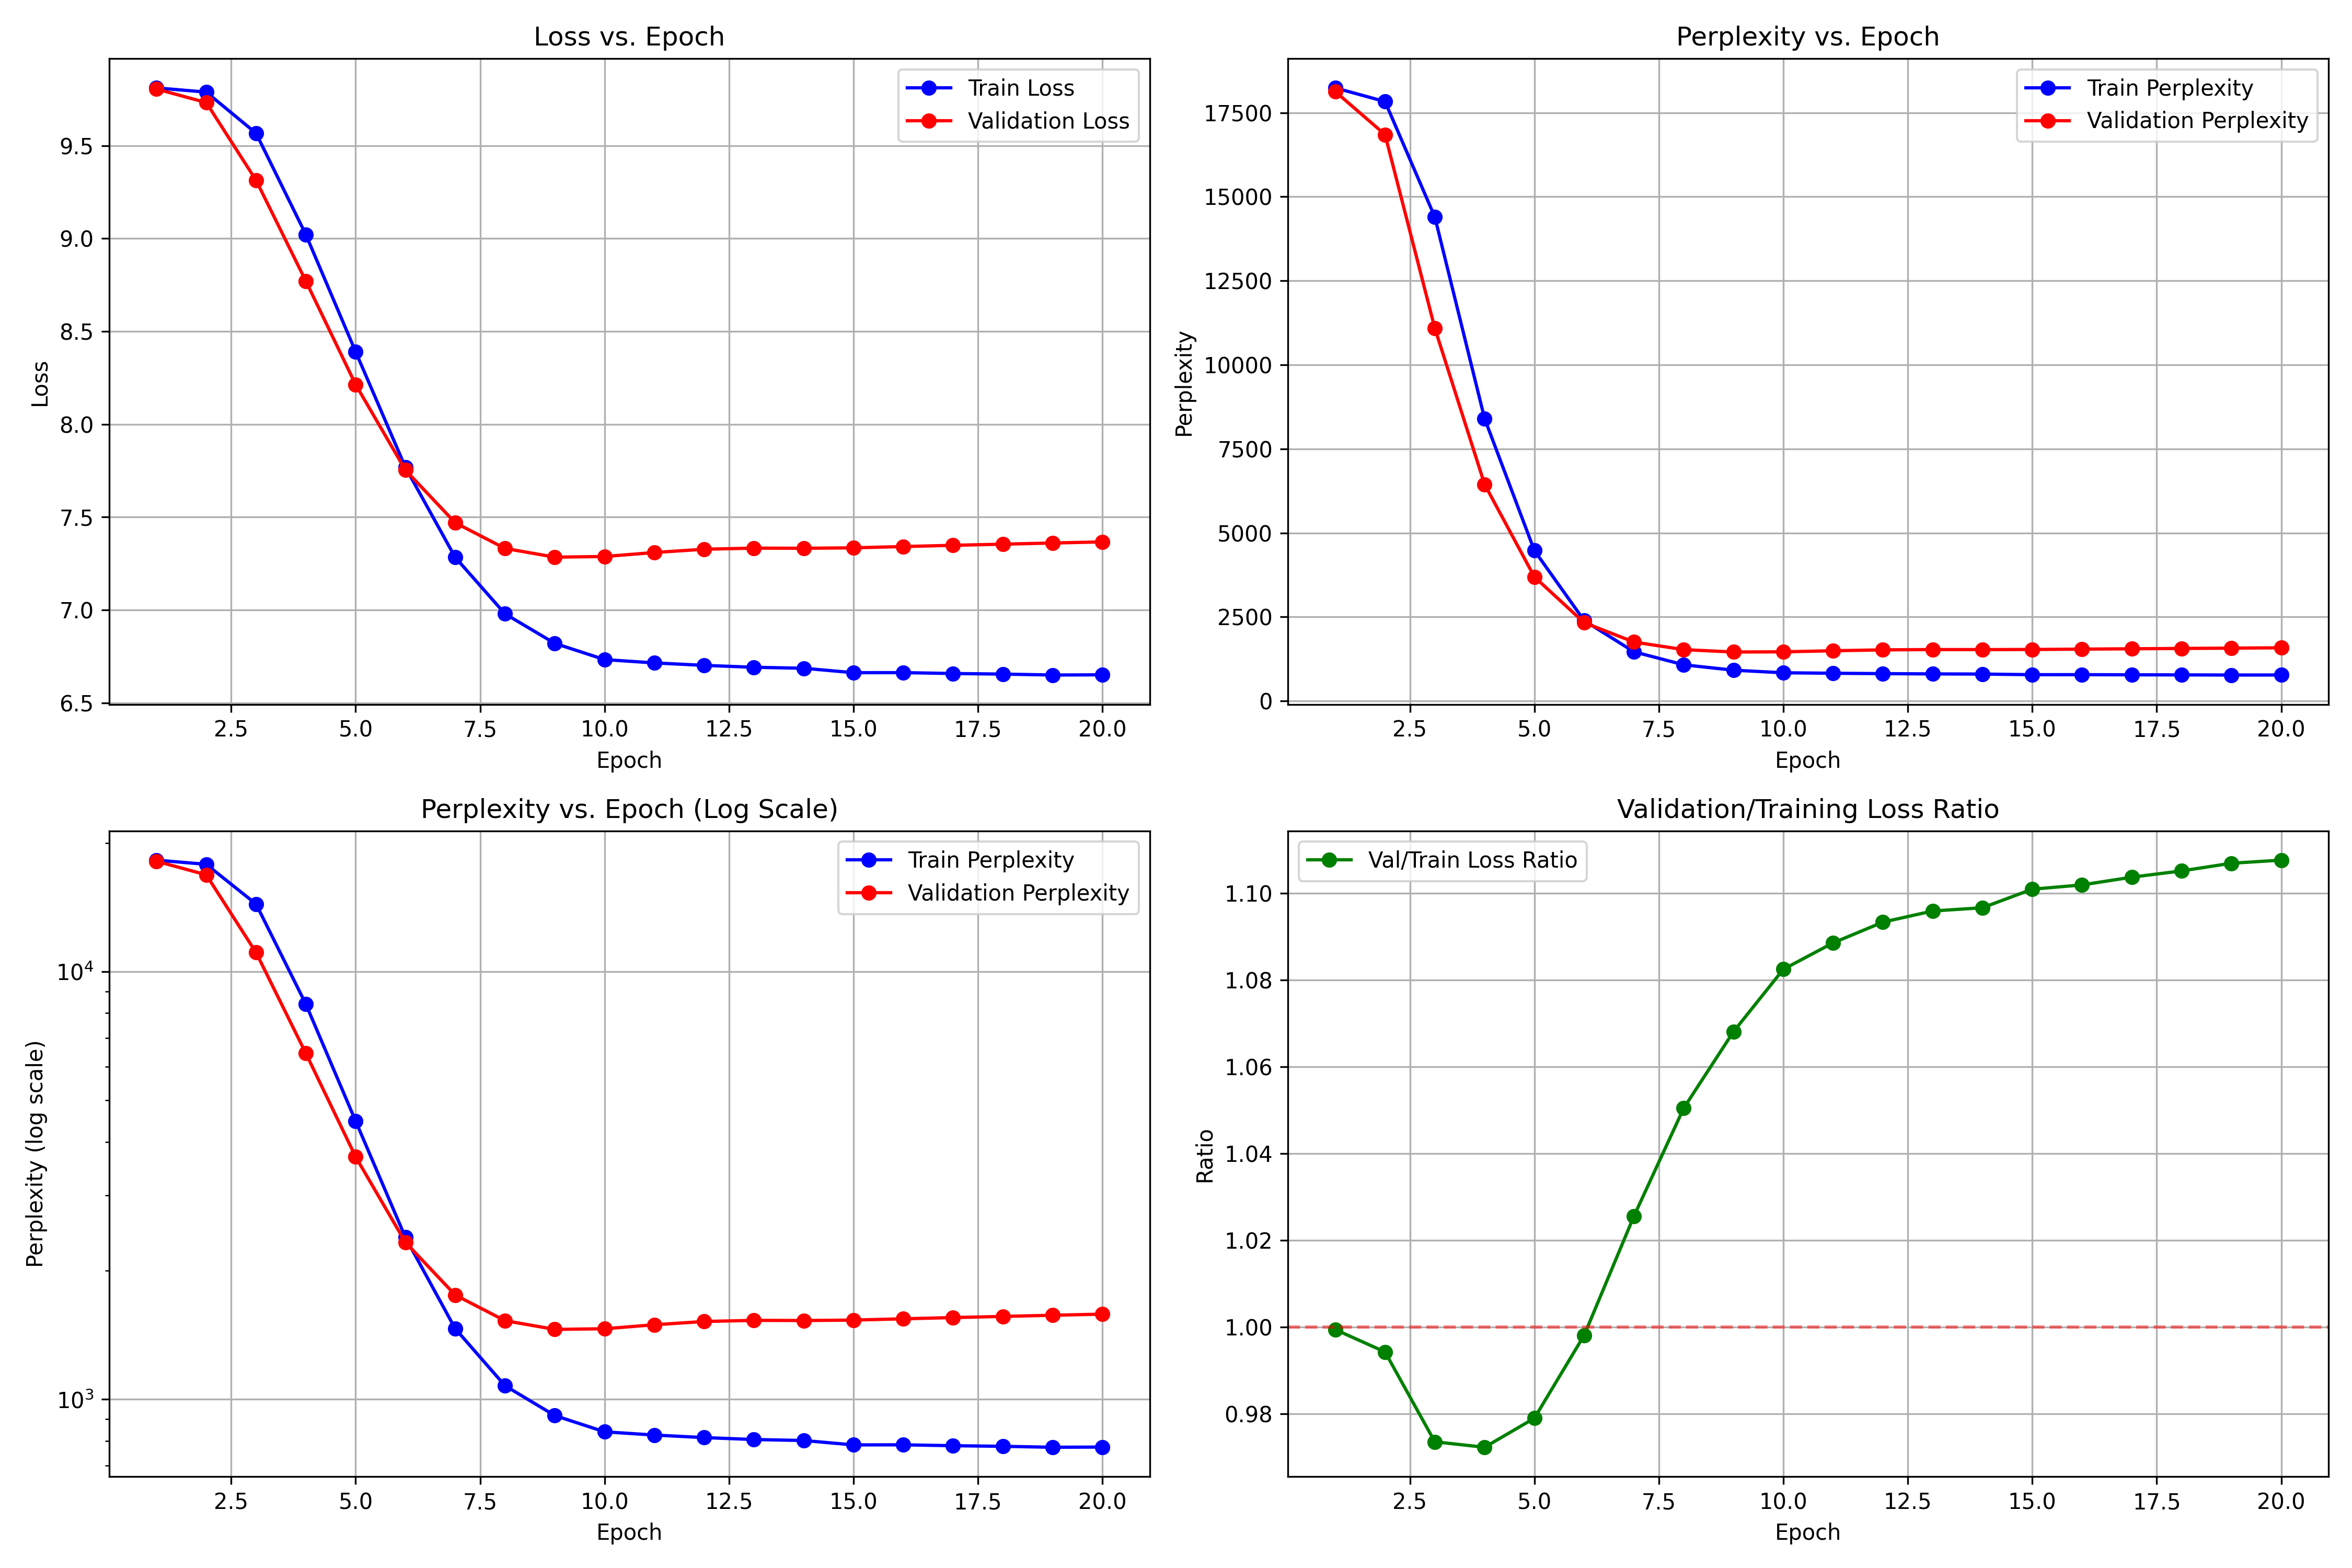 Loss vs. Epoch
Train Loss
Validation Loss
Loss
9.5
9.0
8.5
8.0
7.5
7.0
6.5
2.5 5.0 7.5 10.0 12.5 15.0 17.5 20.0
Epoch
Perplexity vs. Epoch
Train Perplexity
Validation Perplexity
Perplexity
17500
15000
12500
10000
7500
5000
2500
0
2.5 5.0 7.5 10.0 12.5 15.0 17.5 20.0
Epoch
Perplexity vs. Epoch (Log Scale)
Train Perplexity
Validation Perplexity
Perplexity (log scale)
10⁴
10³
2.5 5.0 7.5 10.0 12.5 15.0 17.5 20.0
Epoch
Validation/Training Loss Ratio
Val/Train Loss Ratio
Ratio
1.10
1.08
1.06
1.04
1.02
1.00
0.98
2.5 5.0 7.5 10.0 12.5 15.0 17.5 20.0
Epoch